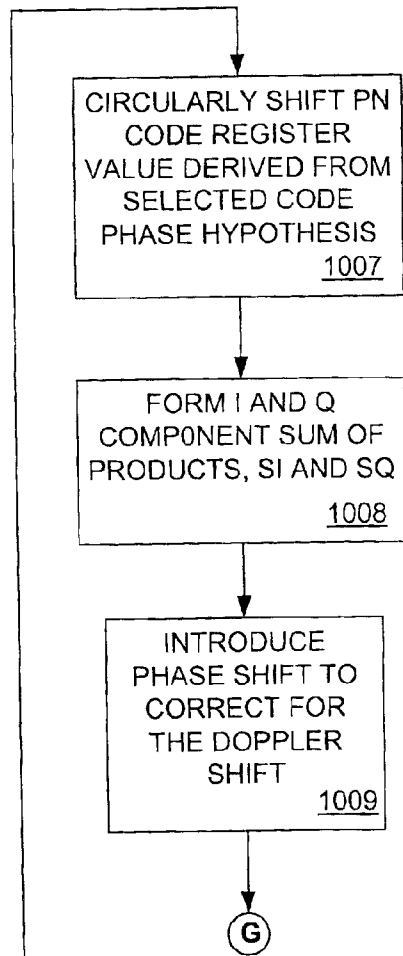 CIRCULARLY SHIFT PN
CODE REGISTER
VALUE DERIVED FROM
SELECTED CODE
PHASE HYPOTHESIS
1007
FORM I AND Q
COMP0NENT SUM OF
PRODUCTS, SI AND SQ
1008
INTRODUCE
PHASE SHIFT TO
CORRECT FOR
THE DOPPLER
SHIFT
1009
G